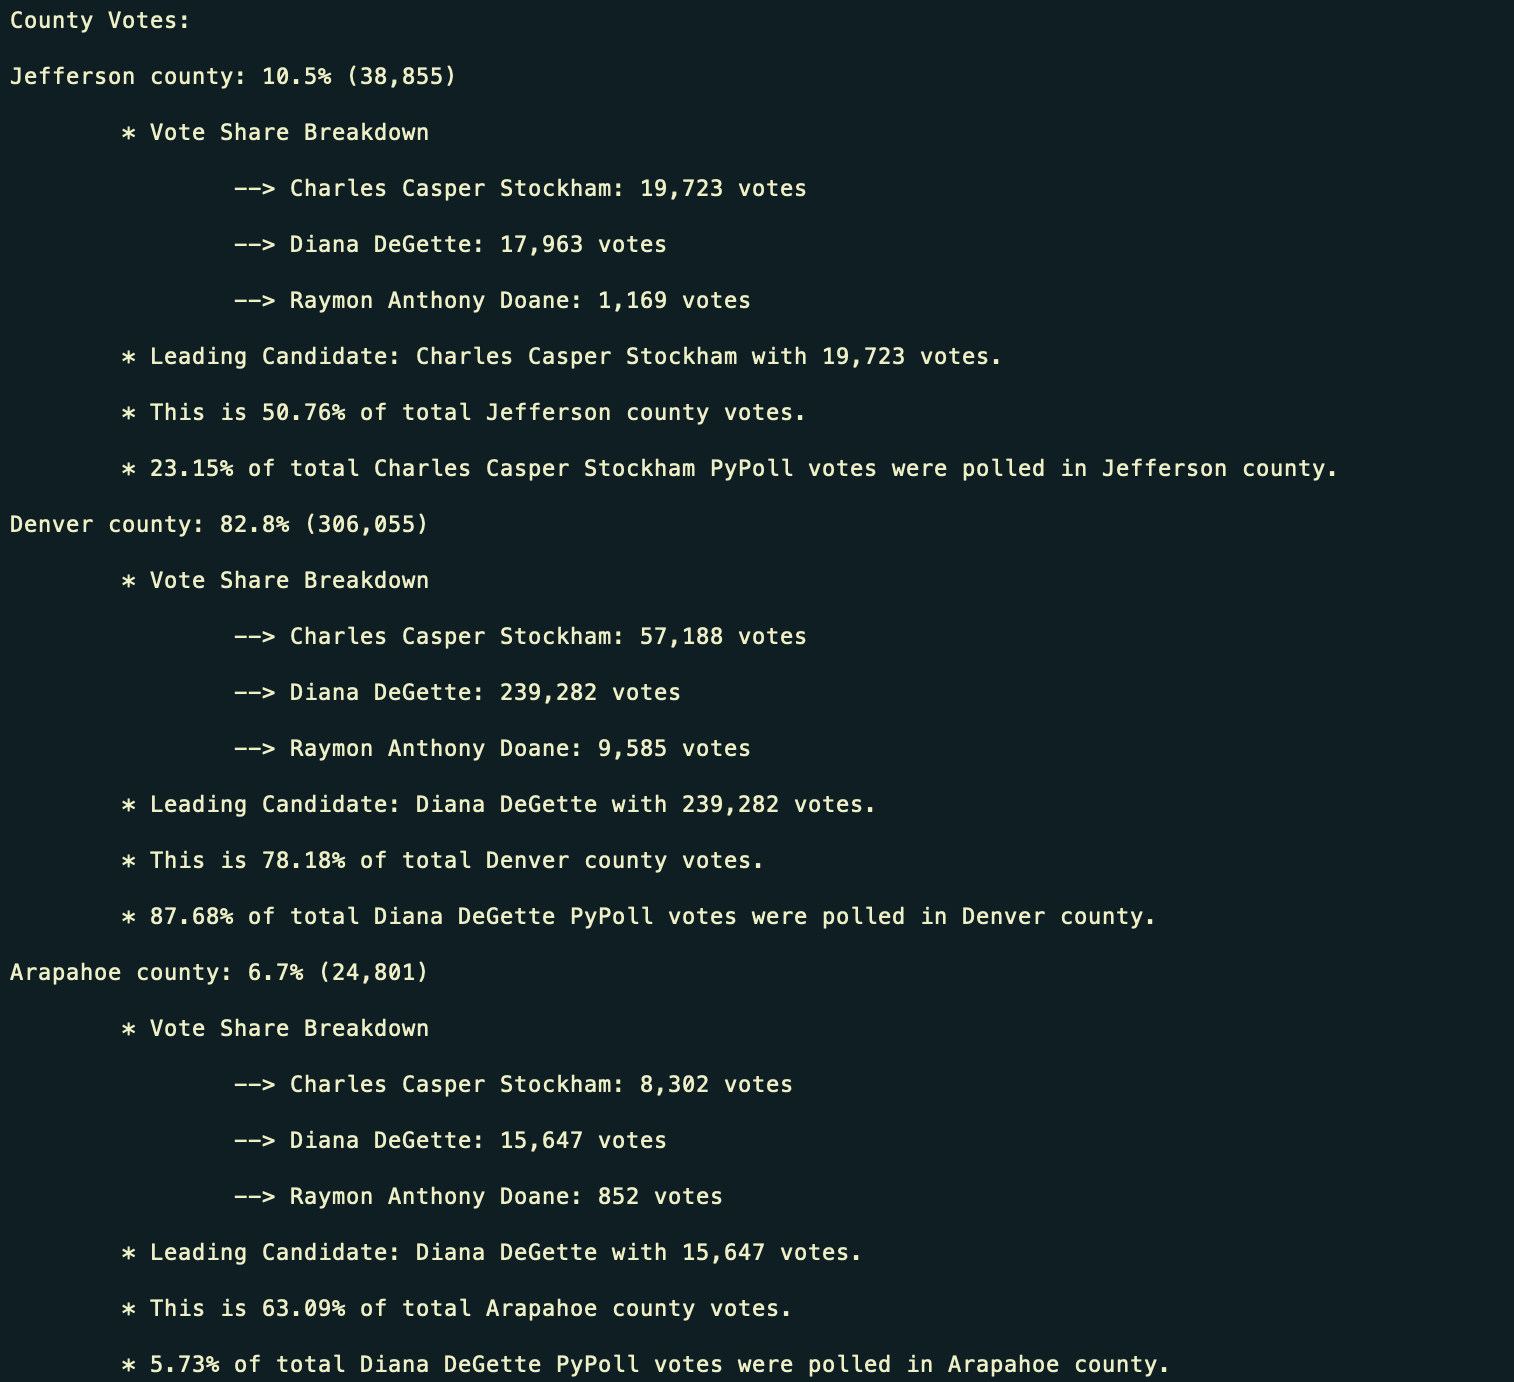 County Votes:
Jefferson county: 10.5% (38,855)
* Vote Share Breakdown
--> Charles Casper Stockham: 19,723 votes
--> Diana DeGette: 17,963 votes
--> Raymon Anthony Doane: 1,169 votes
* Leading Candidate: Charles Casper Stockham with 19,723 votes.
* This is 50.76% of total Jefferson county votes.
* 23.15% of total Charles Casper Stockham PyPoll votes were polled in Jefferson county.
Denver county: 82.8% (306,055)
* Vote Share Breakdown
--> Charles Casper Stockham: 57,188 votes
--> Diana DeGette: 239,282 votes
--> Raymon Anthony Doane: 9,585 votes
* Leading Candidate: Diana DeGette with 239,282 votes.
* This is 78.18% of total Denver county votes.
* 87.68% of total Diana DeGette PyPoll votes were polled in Denver county.
Arapahoe county: 6.7% (24,801)
* Vote Share Breakdown
--> Charles Casper Stockham: 8,302 votes
--> Diana DeGette: 15,647 votes
--> Raymon Anthony Doane: 852 votes
* Leading Candidate: Diana DeGette with 15,647 votes.
* This is 63.09% of total Arapahoe county votes.
* 5.73% of total Diana DeGette PyPoll votes were polled in Arapahoe county.